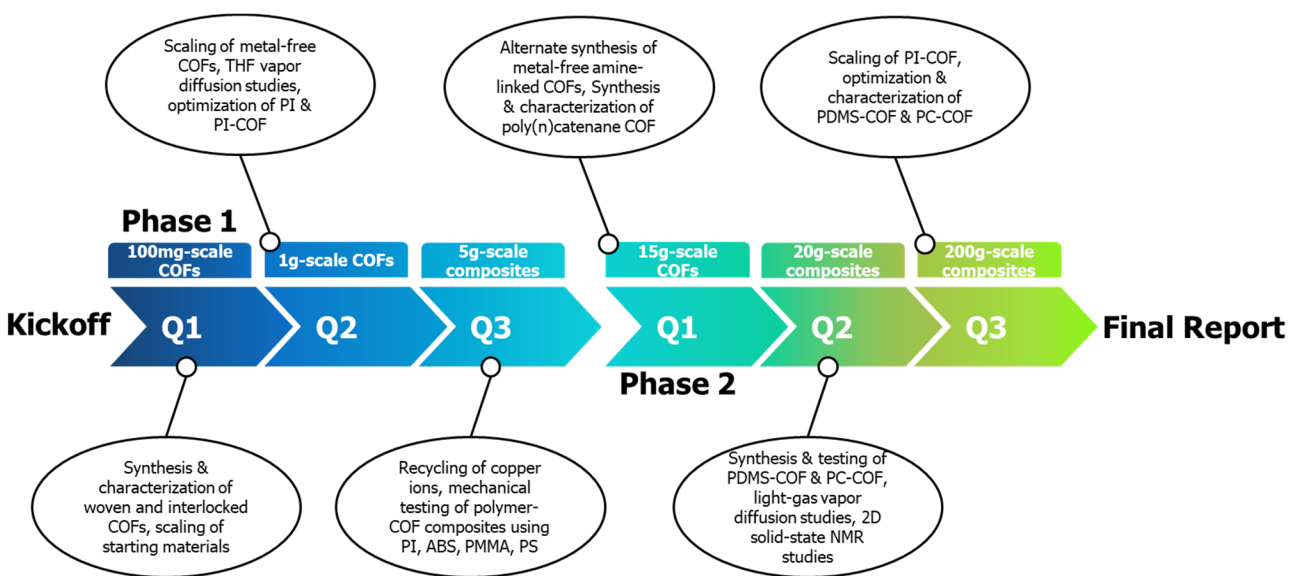 Scaling of metal-free
COFs, THF vapor
diffusion studies,
optimization of PI &
PI-COF
Alternate synthesis of
metal-free amine-
linked COFs, Synthesis
& characterization of
poly(n)catenane COF
Scaling of PI-COF,
optimization &
characterization of
PDMS-COF & PC-COF
Phase 1
100mg-scale
COFs
1g-scale COFs
5g-scale
composites
15g-scale
COFs
20g-scale
composites
200g-scale
composites
Kickoff
Q1
Q2
Q3
Q1
Q2
Q3
Final Report
Phase 2
Synthesis &
characterization of
woven and interlocked
COFs, scaling of
starting materials
Recycling of copper
ions, mechanical
testing of polymer-
COF composites using
PI, ABS, PMMA, PS
Synthesis & testing of
PDMS-COF & PC-COF,
light-gas vapor
diffusion studies, 2D
solid-state NMR
studies